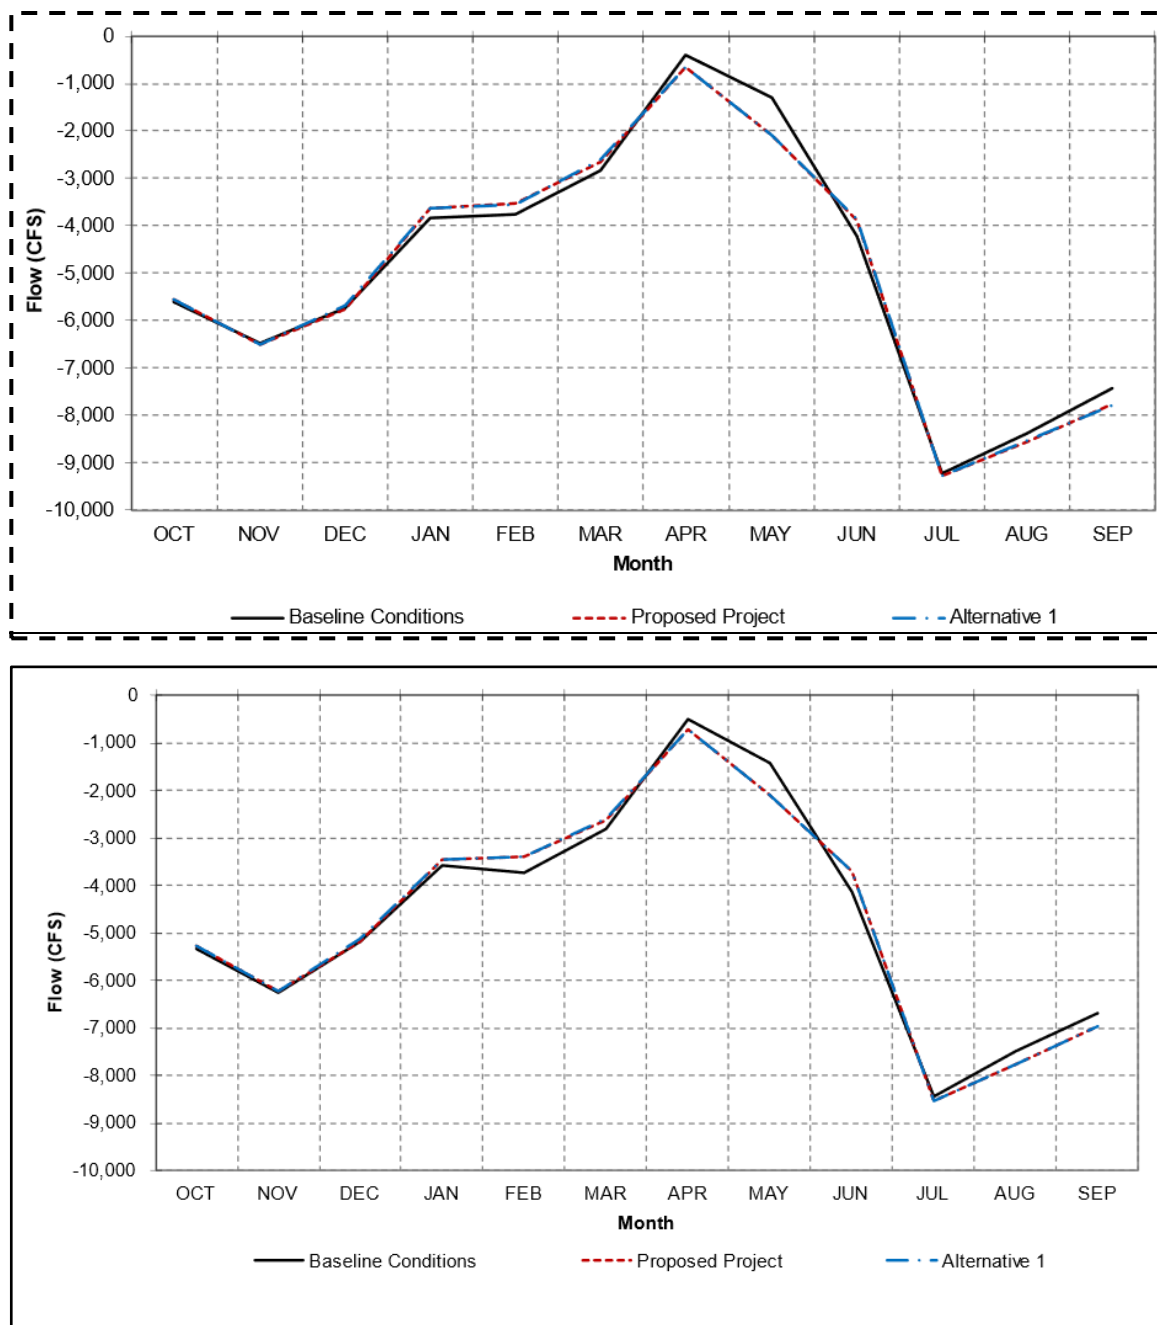 0
-1,000
-2,000
-3,000
-4,000
-5,000
-6,000
-7,000
-8,000
-9,000
-10,000
Flow (CFS)
OCT NOV DEC JAN FEB MAR APR MAY JUN JUL AUG SEP
Month
Baseline Conditions Proposed Project Alternative 1
0
-1,000
-2,000
-3,000
-4,000
-5,000
-6,000
-7,000
-8,000
-9,000
-10,000
Flow (CFS)
OCT NOV DEC JAN FEB MAR APR MAY JUN JUL AUG SEP
Month
Baseline Conditions Proposed Project Alternative 1